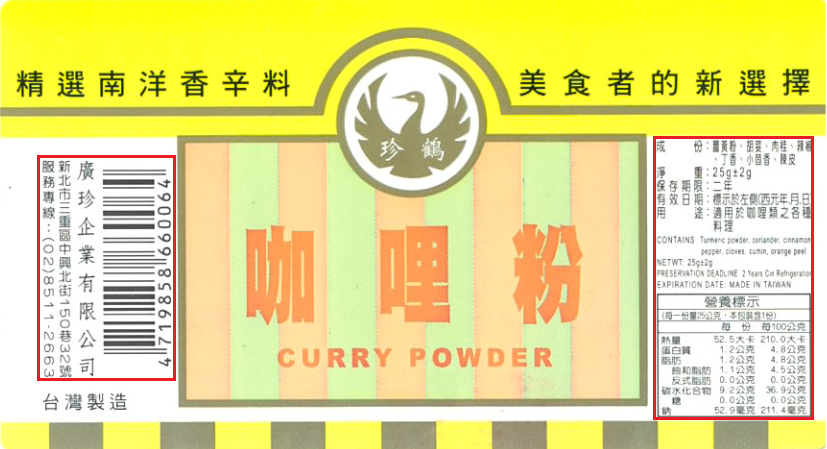 精選南洋香辛料
美食者的新選擇
珍鶴
廣珍企業有限公司
新北市三重區中興北街150巷32號
服務專線：(02)8511-2663
4719858660064
台灣製造
咖哩粉
CURRY POWDER
成份：薑黃粉、胡荽、肉桂、辣椒
、丁香、小茴香、陳皮
淨重：25g±2g
保存期限：二年
有效日期：標示於左側(西元年.月.日)
用途：適用於咖哩類之各種
料理
CONTAINS: Turmeric powder, coriander, cinnamon
pepper, cloves, cumin, orange peel
NETWT: 25g±2g
PRESERVATION DEADLINE: 2 Years Cin Refrigeration
EXPIRATION DATE: MADE IN TAIWAN
營養標示
(每一份量25公克，本包裝含1份)
每份 每100公克
熱量 52.5大卡 210.0大卡
蛋白質 1.2公克 4.8公克
脂肪 1.2公克 4.8公克
飽和脂肪 1.1公克 4.5公克
反式脂肪 0.0公克 0.0公克
碳水化合物 9.2公克 36.9公克
糖 0.0公克 0.0公克
鈉 52.9毫克 211.4毫克